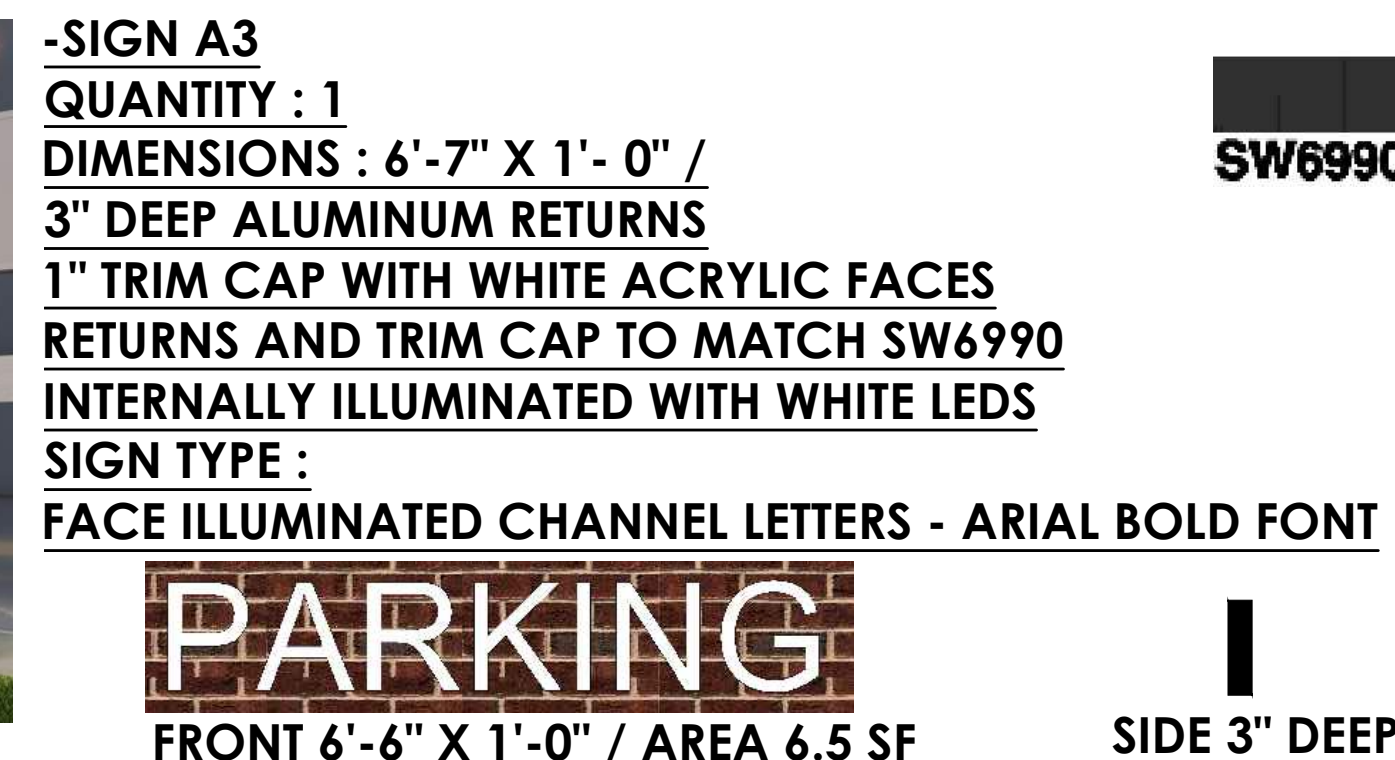 -SIGN A3
QUANTITY : 1
DIMENSIONS : 6'-7" X 1'- 0" /
3" DEEP ALUMINUM RETURNS
1" TRIM CAP WITH WHITE ACRYLIC FACES
RETURNS AND TRIM CAP TO MATCH SW6990
INTERNALLY ILLUMINATED WITH WHITE LEDS
SIGN TYPE :
FACE ILLUMINATED CHANNEL LETTERS - ARIAL BOLD FONT
SW6990
PARKING
FRONT 6'-6" X 1'-0" / AREA 6.5 SF
SIDE 3" DEEP